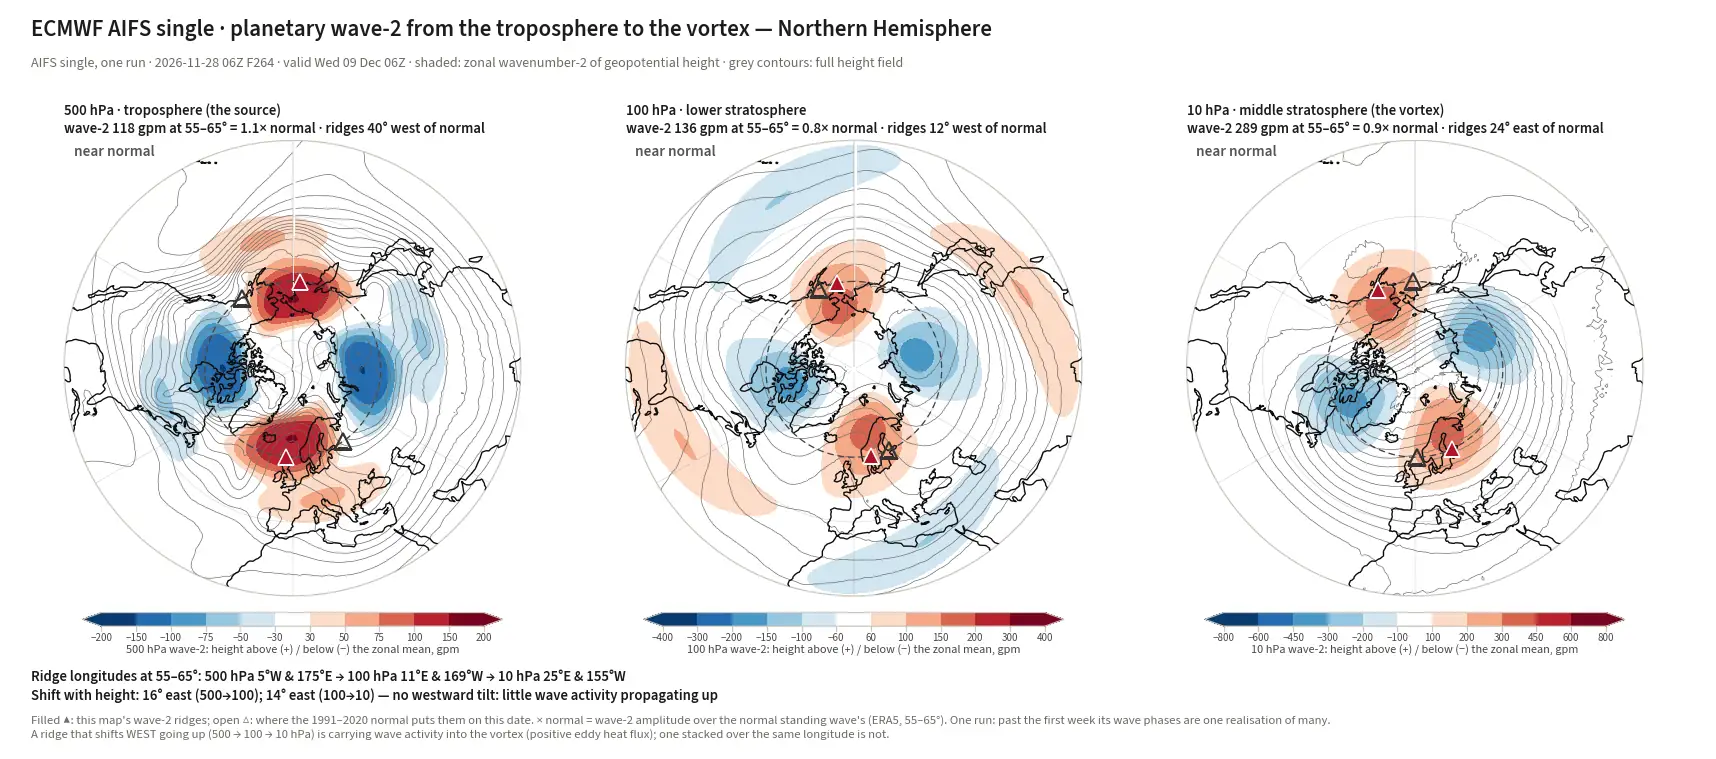 ECMWF AIFS single · planetary wave-2 from the troposphere to the vortex — Northern Hemisphere
AIFS single, one run · 2026-11-28 06Z F264 · valid Wed 09 Dec 06Z · shaded: zonal wavenumber-2 of geopotential height · grey contours: full height field
500 hPa · troposphere (the source)
wave-2 118 gpm at 55–65° = 1.1× normal · ridges 40° west of normal
near normal
100 hPa · lower stratosphere
wave-2 136 gpm at 55–65° = 0.8× normal · ridges 12° west of normal
near normal
10 hPa · middle stratosphere (the vortex)
wave-2 289 gpm at 55–65° = 0.9× normal · ridges 24° east of normal
near normal
−200 −150 −100 −75 −50 −30 30 50 75 100 150 200
500 hPa wave-2: height above (+) / below (−) the zonal mean, gpm
−400 −300 −200 −150 −100 −60 60 100 150 200 300 400
100 hPa wave-2: height above (+) / below (−) the zonal mean, gpm
−800 −600 −450 −300 −200 −100 100 200 300 450 600 800
10 hPa wave-2: height above (+) / below (−) the zonal mean, gpm
Ridge longitudes at 55–65°: 500 hPa 5°W & 175°E → 100 hPa 11°E & 169°W → 10 hPa 25°E & 155°W
Shift with height: 16° east (500→100); 14° east (100→10) — no westward tilt: little wave activity propagating up
Filled ▲: this map's wave-2 ridges; open △: where the 1991–2020 normal puts them on this date. × normal = wave-2 amplitude over the normal standing wave's (ERA5, 55–65°). One run: past the first week its wave phases are one realisation of many.
A ridge that shifts WEST going up (500 → 100 → 10 hPa) is carrying wave activity into the vortex (positive eddy heat flux); one stacked over the same longitude is not.